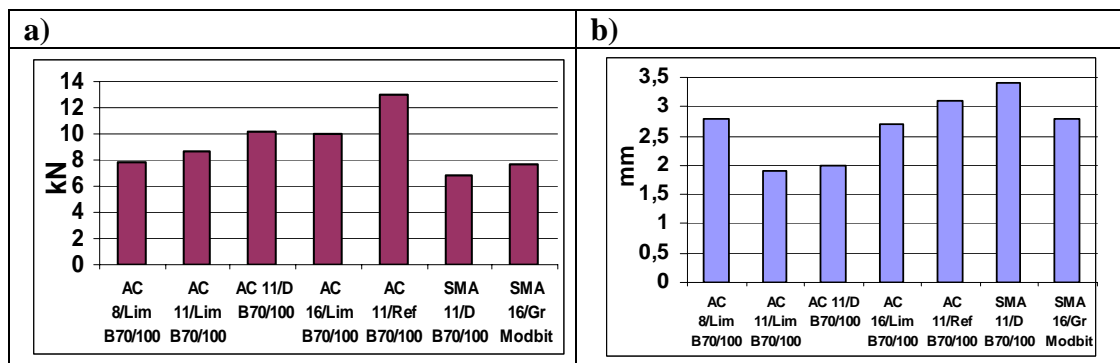 a)
b)
14
12
10
8
6
4
2
0
kN
AC 8/Lim B70/100
AC 11/Lim B70/100
AC 11/D B70/100
AC 16/Lim B70/100
AC 11/Ref B70/100
SMA 11/D B70/100
SMA 16/Gr Modbit
3,5
3
2,5
2
1,5
1
0,5
0
mm
AC 8/Lim B70/100
AC 11/Lim B70/100
AC 11/D B70/100
AC 16/Lim B70/100
AC 11/Ref B70/100
SMA 11/D B70/100
SMA 16/Gr Modbit